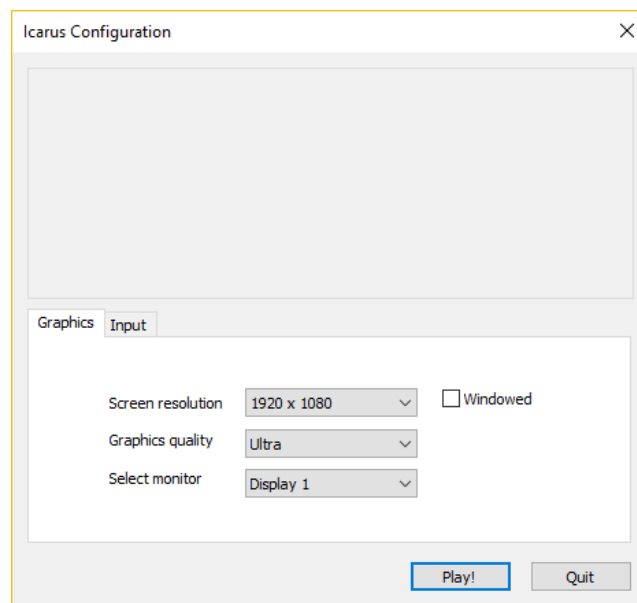 Icarus Configuration
Graphics Input
Screen resolution 1920 x 1080 Windowed
Graphics quality Ultra
Select monitor Display 1
Play! Quit